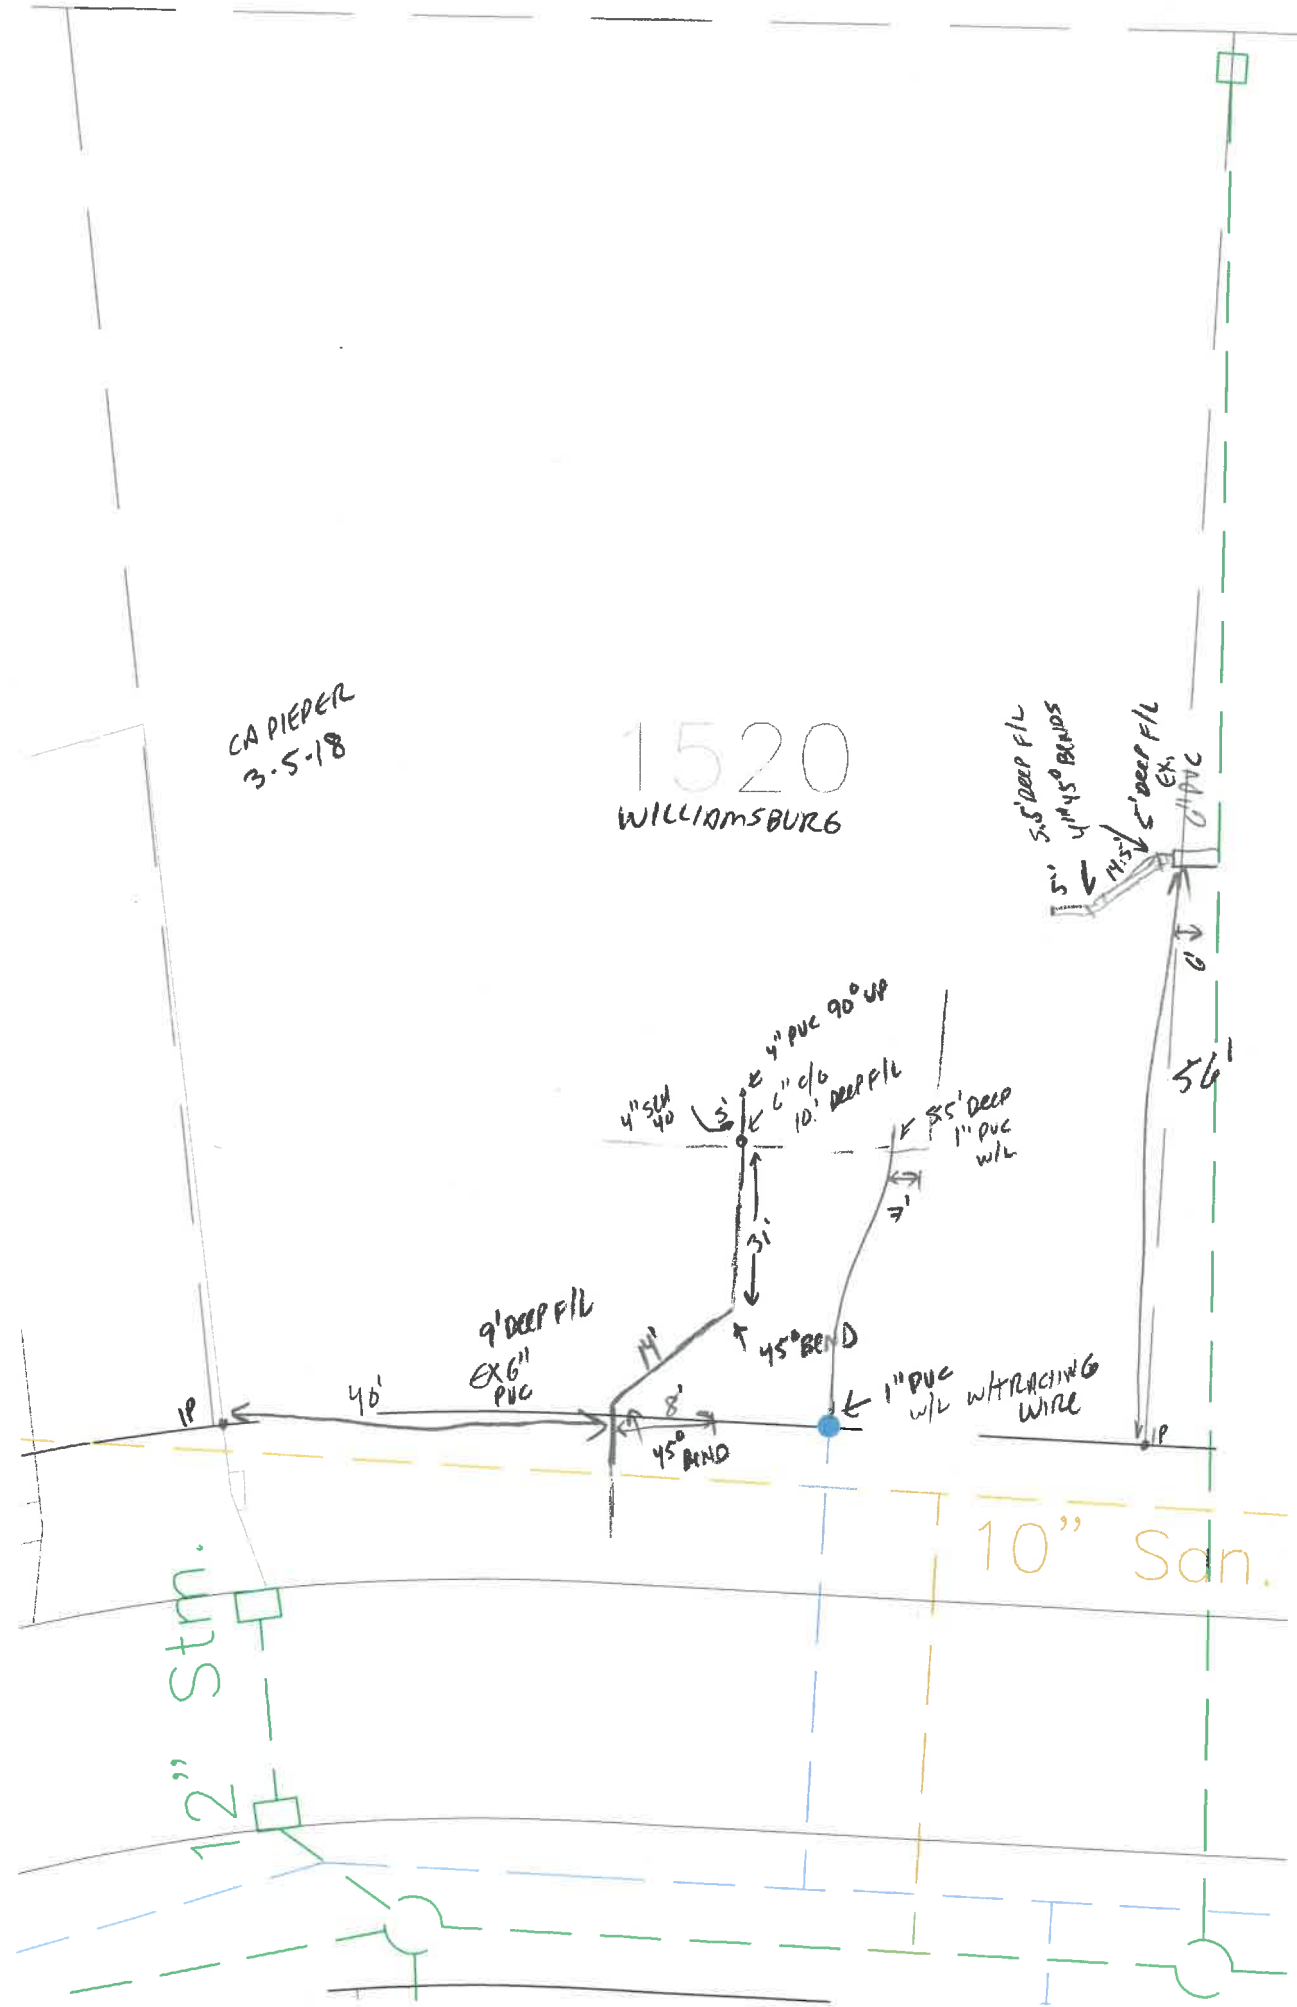 CA PIEPER
3-5-18
1520
WILLIAMSBURG
5.5' DEEP F/L
4" 45° BENDS
5' DEEP F/L
EX.
6" PVC
5'
14.5'
6'
56'
4" PVC 90° UP
6" C/O
10' DEEP F/L
4" SCH
40
5'
5.5' DEEP
1" PVC
W/L
7'
31'
9' DEEP F/L
EX 6"
PVC
14'
45° BEND
IP
40'
8'
45°
BEND
1" PVC
W/L W/TRACING
WIRE
IP
10" San.
12" Stm.